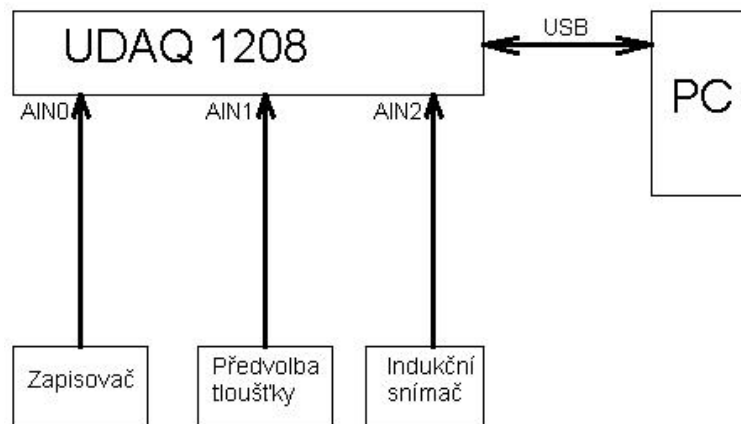 UDAQ 1208
USB
PC
AIN0
AIN1
AIN2
Zapisovač
Předvolba
tloušťky
Indukční
snímač